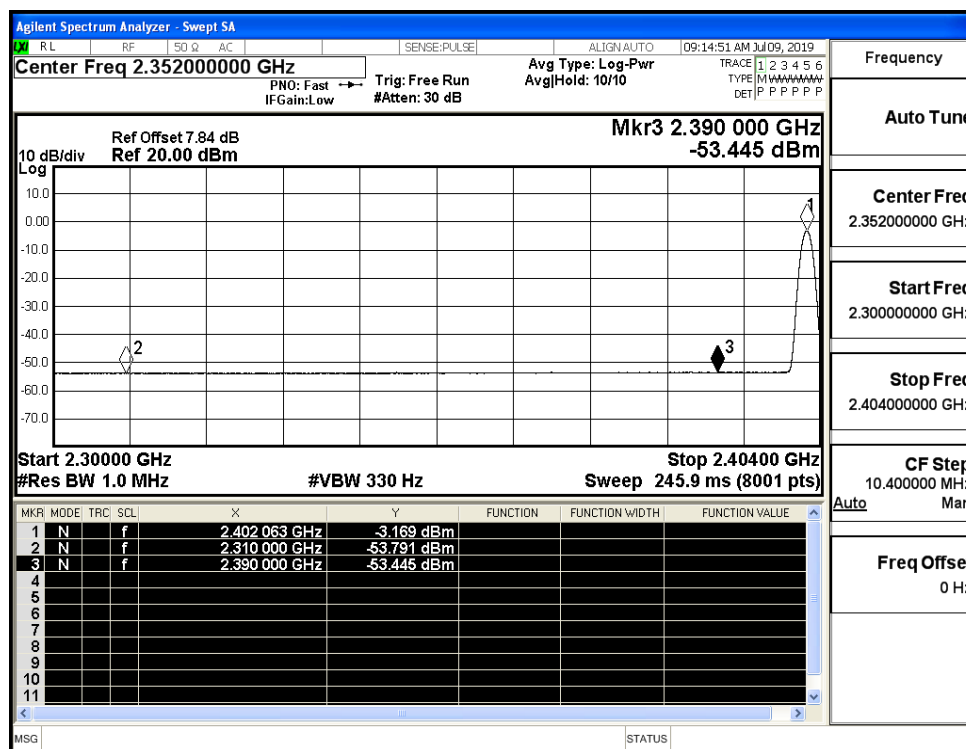 Agilent Spectrum Analyzer - Swept SA
LXI RL RF 50 Ω AC SENSE:PULSE ALIGN AUTO 09:14:51 AM Jul 09, 2019
Center Freq 2.352000000 GHz
PNO: Fast
IFGain:Low
Trig: Free Run
#Atten: 30 dB
Avg Type: Log-Pwr
Avg|Hold: 10/10
TRACE 1 2 3 4 5 6
TYPE M W W W W W
DET P P P P P P
Ref Offset 7.84 dB
Ref 20.00 dBm
Mkr3 2.390 000 GHz
-53.445 dBm
10 dB/div
Log
10.0
0.00
-10.0
-20.0
-30.0
-40.0
-50.0
-60.0
-70.0
1
2
3
Start 2.30000 GHz
Stop 2.40400 GHz
#Res BW 1.0 MHz
#VBW 330 Hz
Sweep 245.9 ms (8001 pts)
MKR MODE TRC SCL X Y FUNCTION FUNCTION WIDTH FUNCTION VALUE
1 N f 2.402 063 GHz -3.169 dBm
2 N f 2.310 000 GHz -53.791 dBm
3 N f 2.390 000 GHz -53.445 dBm
4
5
6
7
8
9
10
11
MSG
STATUS
Frequency
Auto Tune
Center Freq
2.352000000 GHz
Start Freq
2.300000000 GHz
Stop Freq
2.404000000 GHz
CF Step
10.400000 MHz
Auto Man
Freq Offset
0 Hz